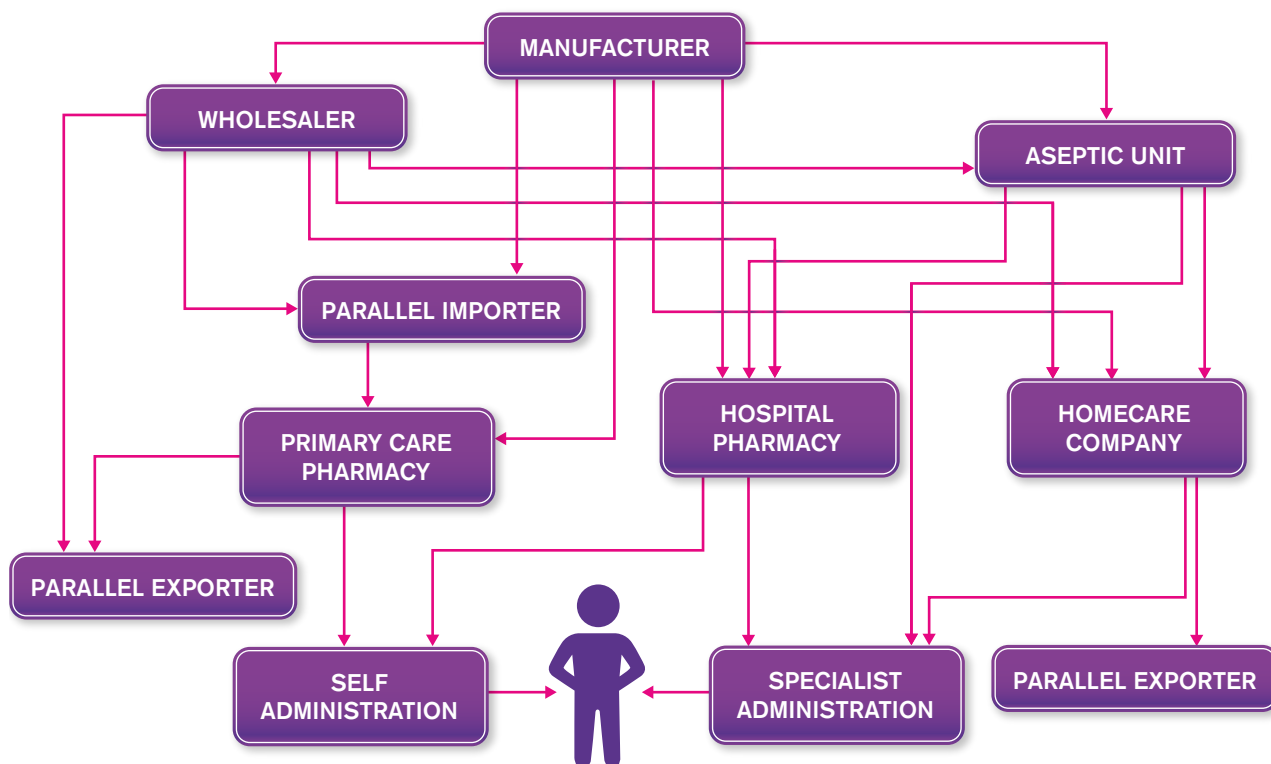 MANUFACTURER
WHOLESALER
ASEPTIC UNIT
PARALLEL IMPORTER
HOSPITAL
PHARMACY
HOMECARE
COMPANY
PRIMARY CARE
PHARMACY
PARALLEL EXPORTER
SELF
ADMINISTRATION
SPECIALIST
ADMINISTRATION
PARALLEL EXPORTER